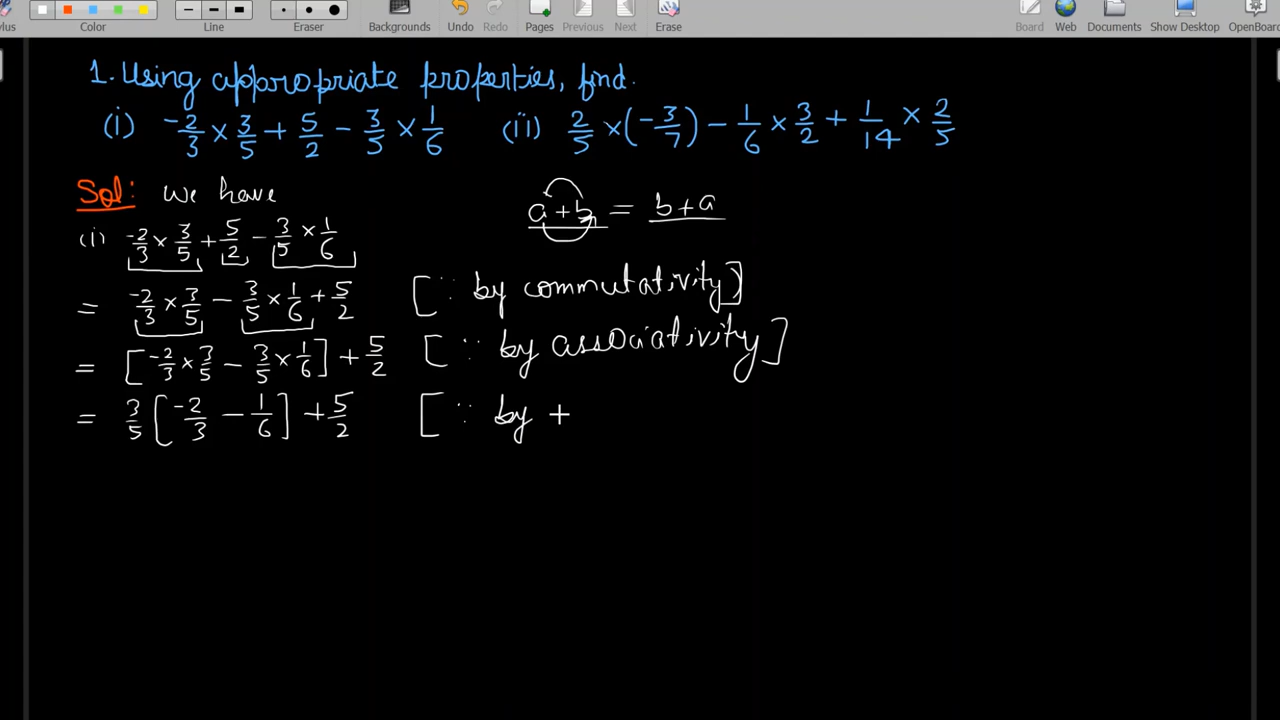 Color Line Eraser Backgrounds Undo Redo Pages Previous Next Erase Board Web Documents Show Desktop OpenBoard
1. Using appropriate properties, find.
(i) -2/3 × 3/5 + 5/2 - 3/5 × 1/6 (ii) 2/5 × (-3/7) - 1/6 × 3/2 + 1/14 × 2/5
Sol: We have
a + b = b + a
(i) -2/3 × 3/5 + 5/2 - 3/5 × 1/6
= -2/3 × 3/5 - 3/5 × 1/6 + 5/2 [∵ by commutativity]
= [-2/3 × 3/5 - 3/5 × 1/6] + 5/2 [∵ by associativity]
= 3/5 [-2/3 - 1/6] + 5/2 [∵ by +